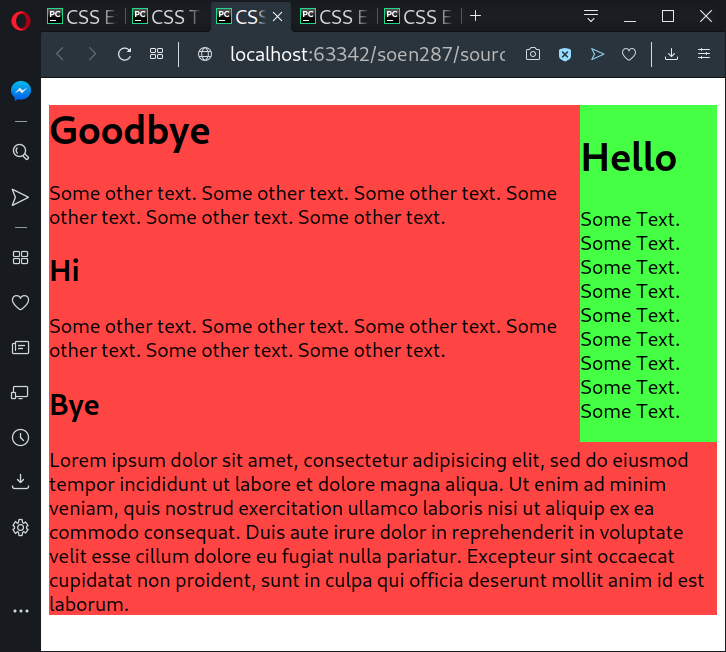 PC CSS E
PC CSS T
PC CSS
PC CSS E
PC CSS E
localhost:63342/soen287/sourc
Goodbye
Some other text. Some other text. Some other text. Some
other text. Some other text. Some other text.
Hi
Some other text. Some other text. Some other text. Some
other text. Some other text. Some other text.
Bye
Lorem ipsum dolor sit amet, consectetur adipisicing elit, sed do eiusmod
tempor incididunt ut labore et dolore magna aliqua. Ut enim ad minim
veniam, quis nostrud exercitation ullamco laboris nisi ut aliquip ex ea
commodo consequat. Duis aute irure dolor in reprehenderit in voluptate
velit esse cillum dolore eu fugiat nulla pariatur. Excepteur sint occaecat
cupidatat non proident, sunt in culpa qui officia deserunt mollit anim id est
laborum.
Hello
Some Text.
Some Text.
Some Text.
Some Text.
Some Text.
Some Text.
Some Text.
Some Text.
Some Text.